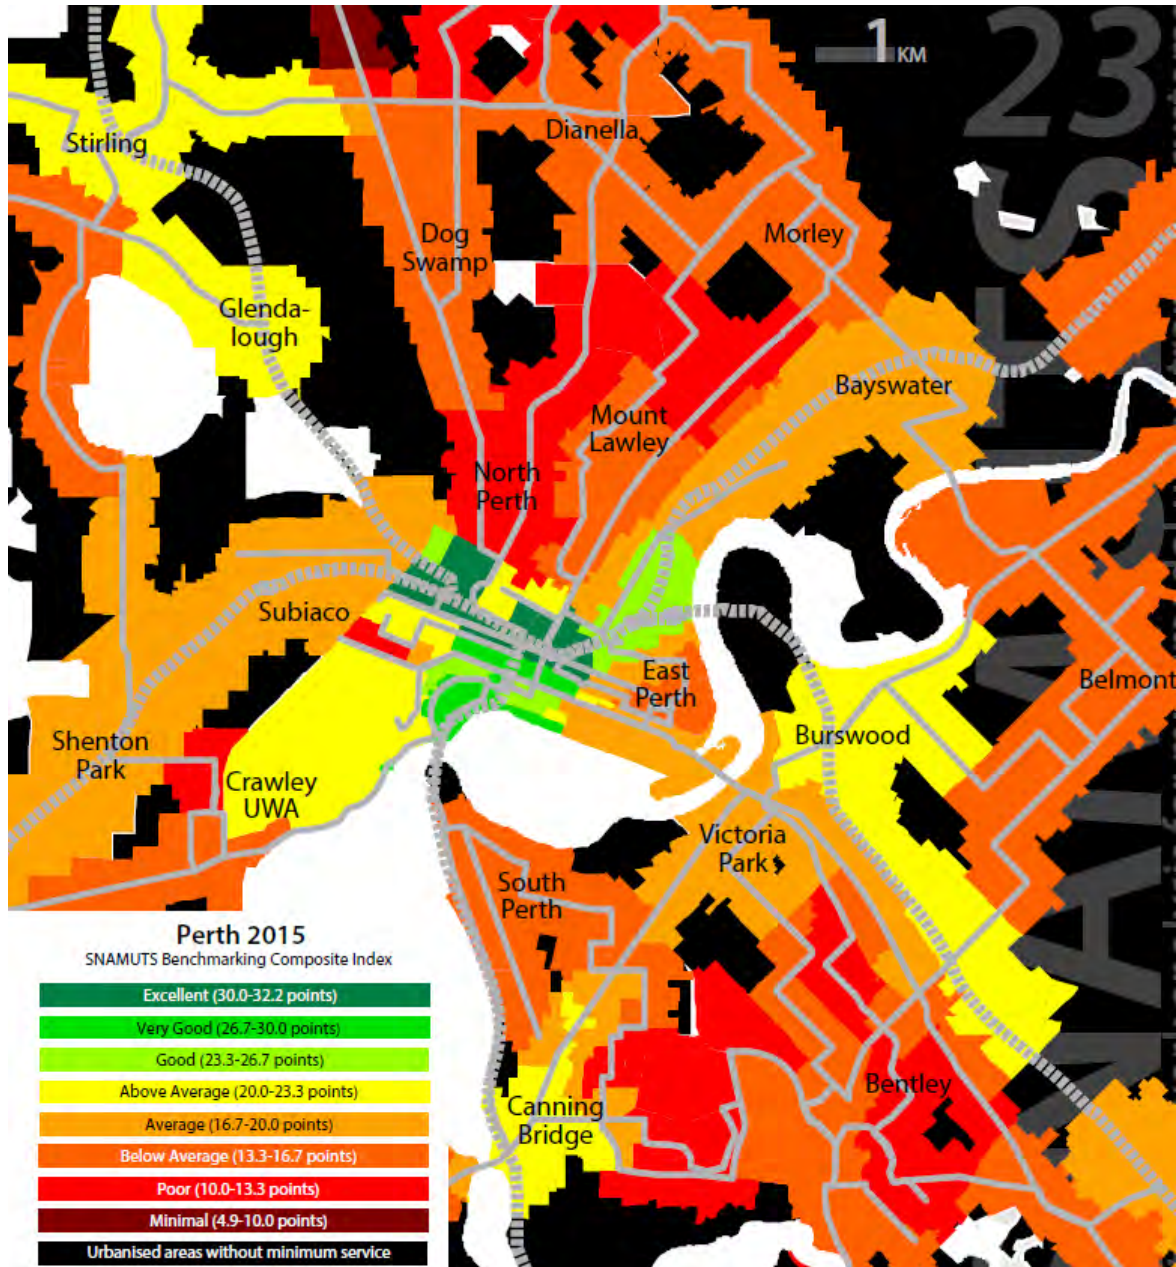 1 KM
23
Stirling
Dianella
Dog
Swamp
Morley
Glenda-
lough
Bayswater
Mount
Lawley
North
Perth
Subiaco
East
Perth
Belmont
Shenton
Park
Burswood
Crawley
UWA
Victoria
Park
South
Perth
Bentley
Canning
Bridge
Perth 2015
SNAMUTS Benchmarking Composite Index
Excellent (30.0-32.2 points)
Very Good (26.7-30.0 points)
Good (23.3-26.7 points)
Above Average (20.0-23.3 points)
Average (16.7-20.0 points)
Below Average (13.3-16.7 points)
Poor (10.0-13.3 points)
Minimal (4.9-10.0 points)
Urbanised areas without minimum service